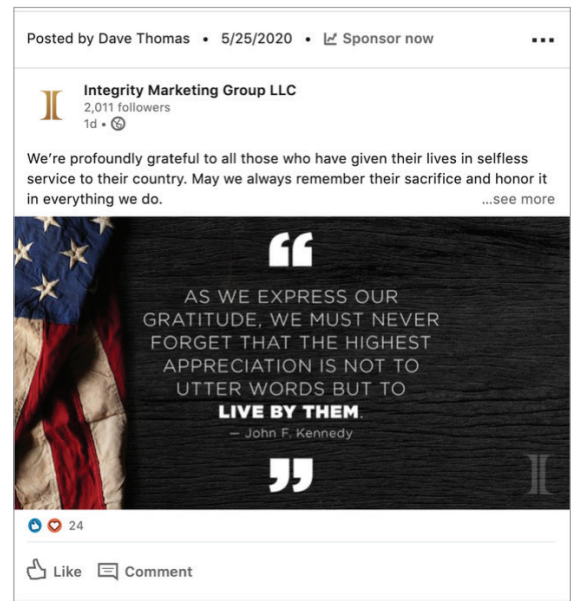 Posted by Dave Thomas • 5/25/2020 • Sponsor now
Integrity Marketing Group LLC
2,011 followers
1d •
We’re profoundly grateful to all those who have given their lives in selfless
service to their country. May we always remember their sacrifice and honor it
in everything we do. ...see more
“
AS WE EXPRESS OUR
GRATITUDE, WE MUST NEVER
FORGET THAT THE HIGHEST
APPRECIATION IS NOT TO
UTTER WORDS BUT TO
LIVE BY THEM.
— John F. Kennedy
”
24
Like Comment